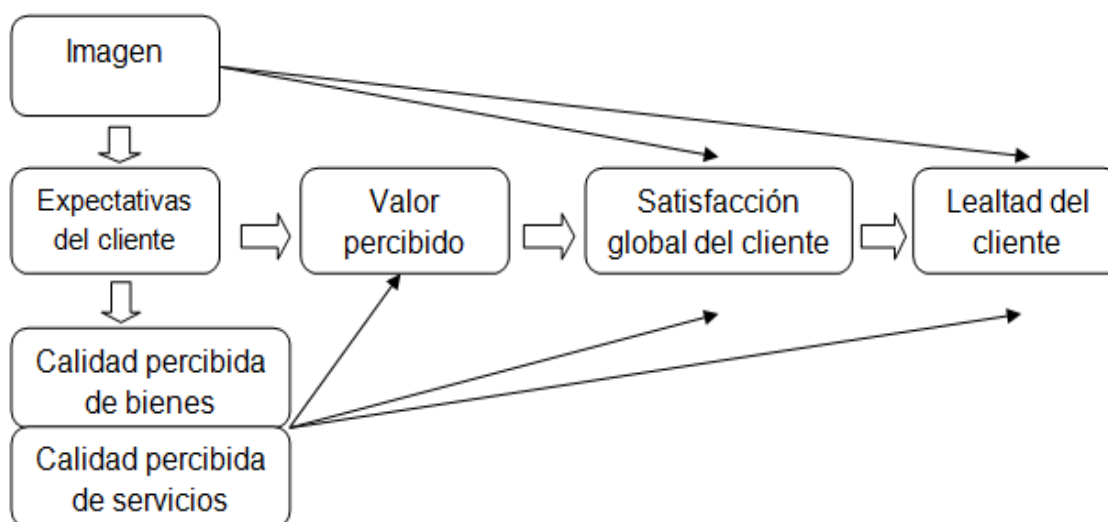 Imagen
Expectativas
del cliente
Valor
percibido
Satisfacción
global del cliente
Lealtad del
cliente
Calidad percibida
de bienes
Calidad percibida
de servicios